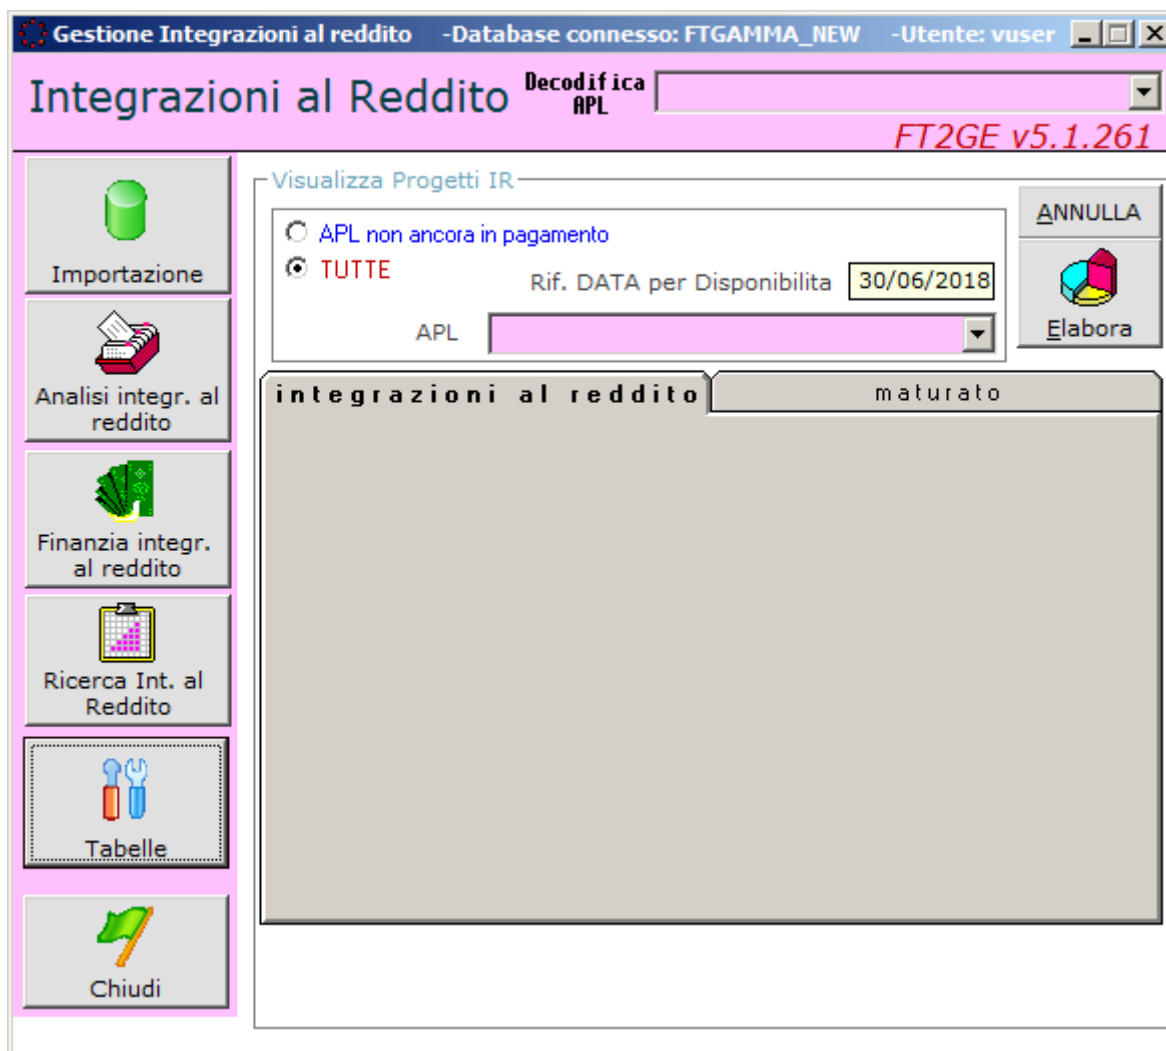 Gestione Integrazioni al reddito -Database connesso: FTGAMMA_NEW -Utente: vuser
Integrazioni al Reddito
Decodifica
APL
FT2GE v5.1.261
Importazione
Analisi integr. al
reddito
Finanzia integr.
al reddito
Ricerca Int. al
Reddito
Tabelle
Chiudi
Visualizza Progetti IR
APL non ancora in pagamento
TUTTE
Rif. DATA per Disponibilita 30/06/2018
APL
ANNULLA
Elabora
integrazioni al reddito
maturato